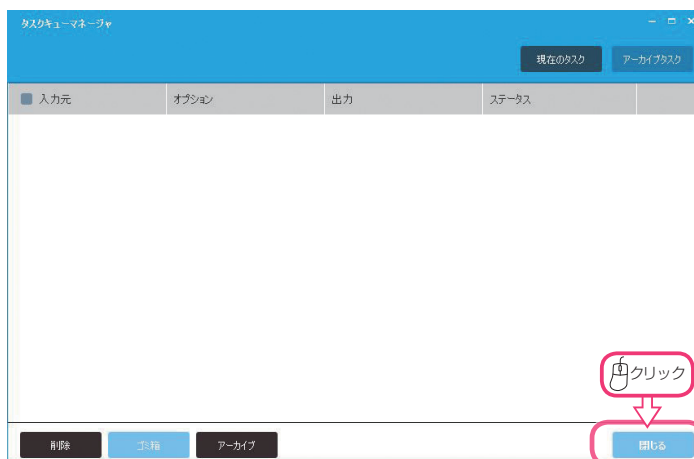 タスクキューマネージャ
現在のタスク
アーカイブタスク
入力元
オプション
出力
ステータス
クリック
削除
ゴミ箱
アーカイブ
閉じる